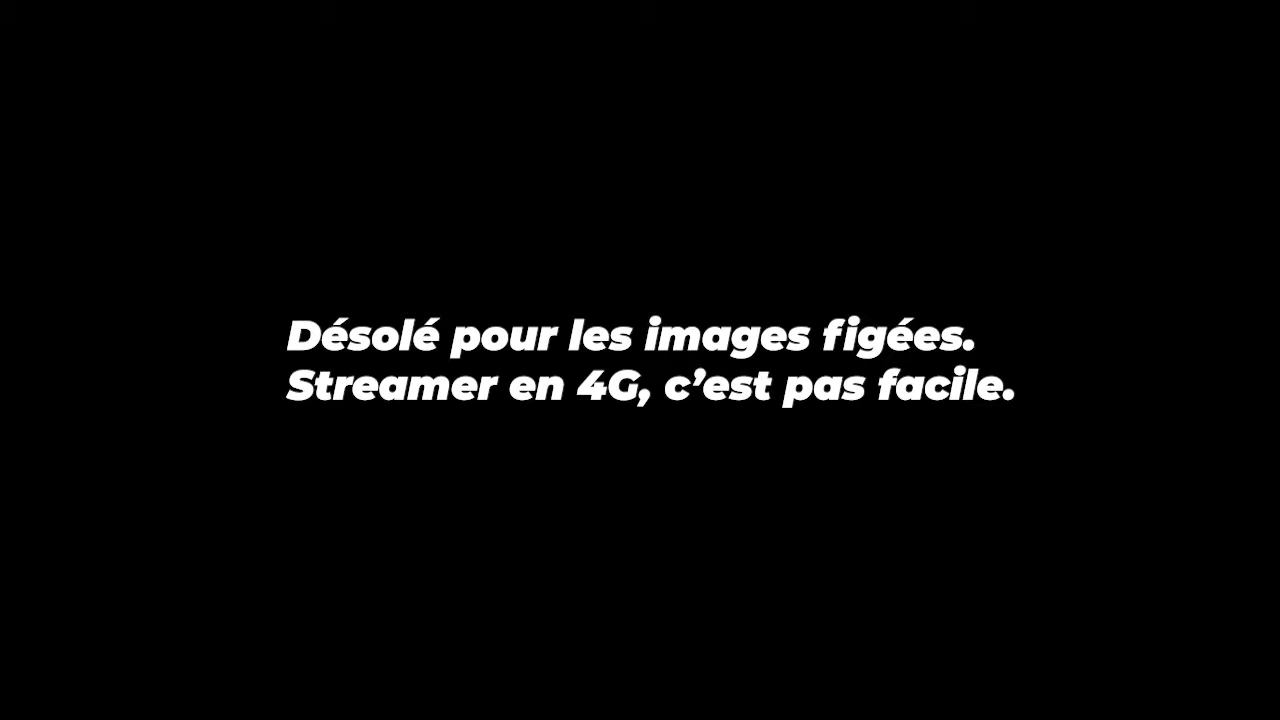 Désolé pour les images figées.
Streamer en 4G, c’est pas facile.